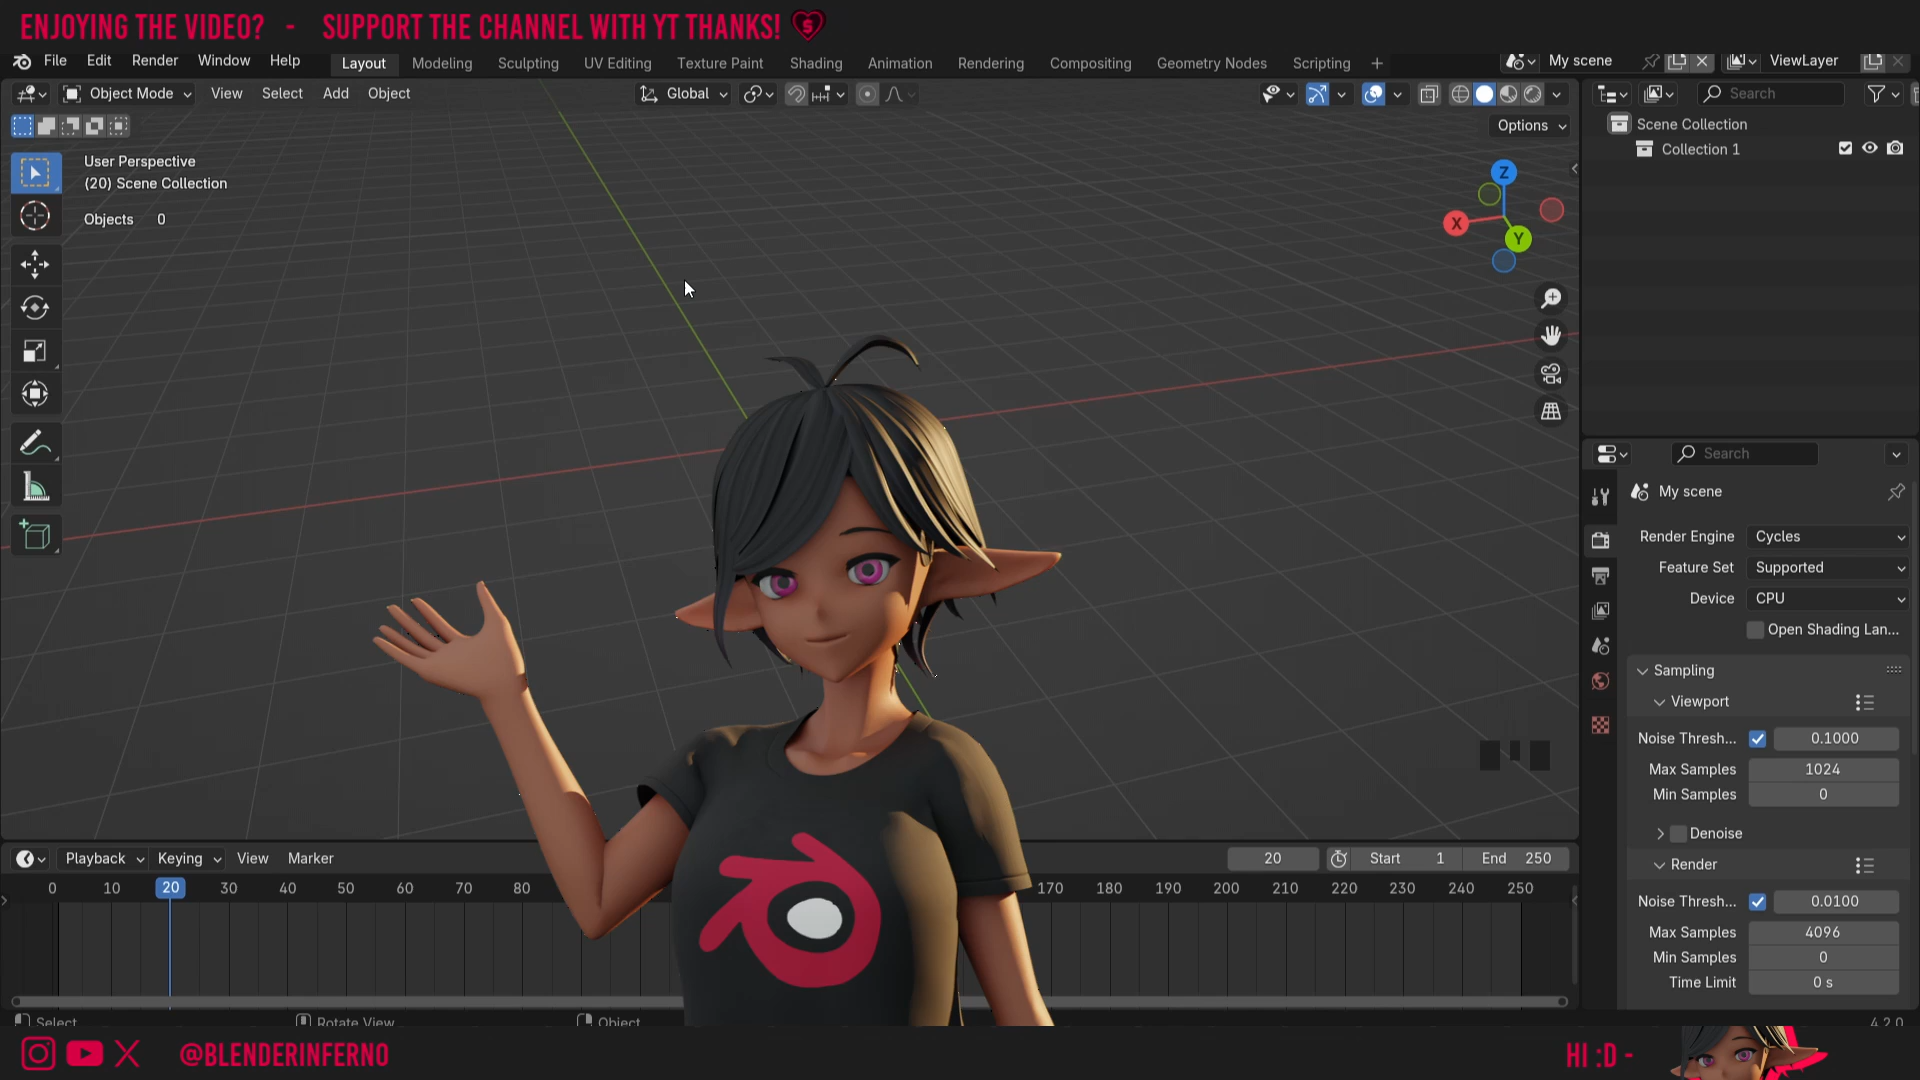 ENJOYING THE VIDEO? - SUPPORT THE CHANNEL WITH YT THANKS!
File Edit Render Window Help Layout Modeling Sculpting UV Editing Texture Paint Shading Animation Rendering Compositing Geometry Nodes Scripting + My scene ViewLayer
Object Mode View Select Add Object Global Search
Options
User Perspective
(20) Scene Collection
Objects 0
Z
X
Y
Scene Collection
Collection 1
Search
My scene
Render Engine Cycles
Feature Set Supported
Device CPU
Open Shading Lan...
Sampling
Viewport
Noise Thresh... 0.1000
Max Samples 1024
Min Samples 0
Denoise
Render
Noise Thresh... 0.0100
Max Samples 4096
Min Samples 0
Time Limit 0 s
Playback Keying View Marker 20 Start 1 End 250
0 10 20 30 40 50 60 70 80 170 180 190 200 210 220 230 240 250
Select Rotate View Object 4.2.0
@BLENDERINFERNO
HI :D -